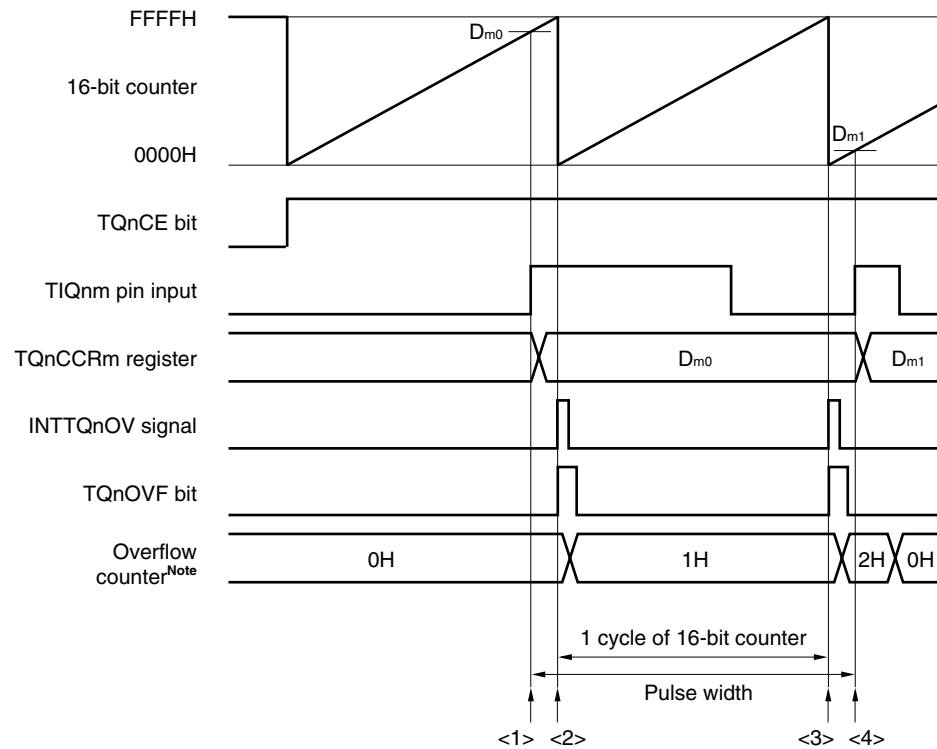 FFFFH
Dm0
16-bit counter
Dm1
0000H
TQnCE bit
TIQnm pin input
TQnCCRm register
Dm0
Dm1
INTTQnOV signal
TQnOVF bit
Overflow
counterNote
0H
1H
2H
0H
1 cycle of 16-bit counter
Pulse width
<1> <2> <3> <4>